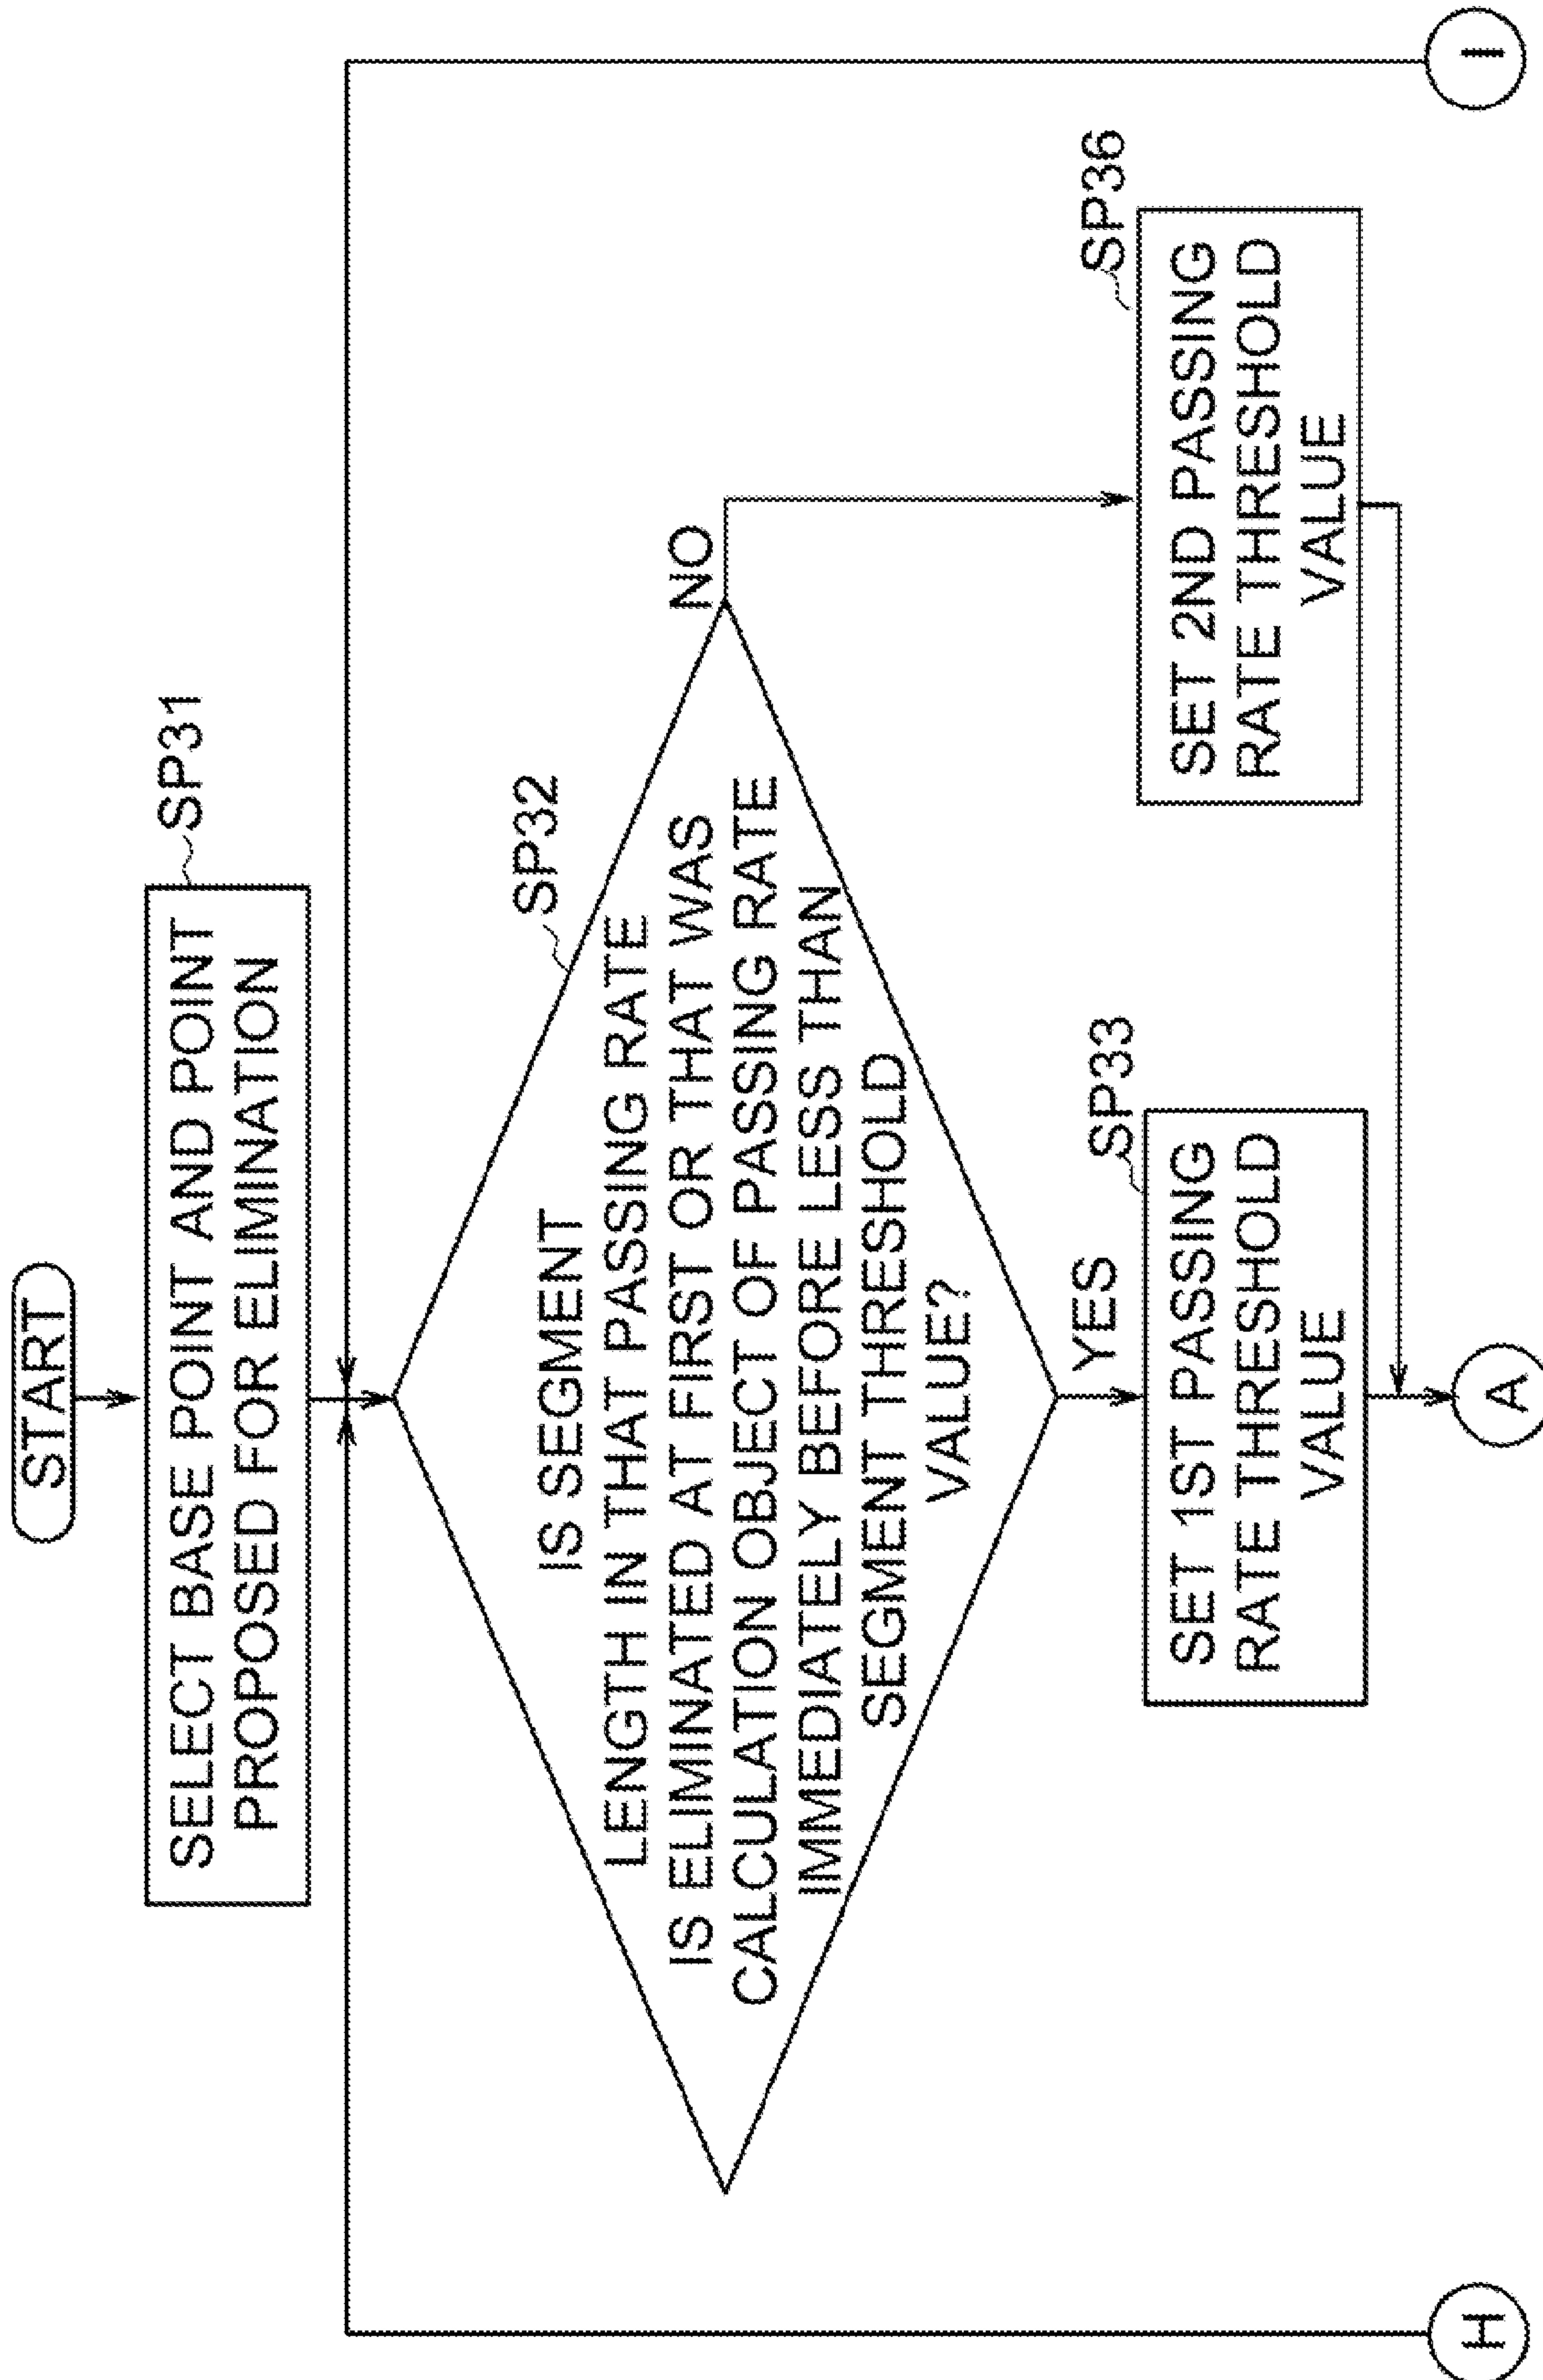 START
SELECT BASE POINT AND POINT
PROPOSED FOR ELIMINATION
SP31
SP32
IS SEGMENT
LENGTH IN THAT PASSING RATE
IS ELIMINATED AT FIRST OR THAT WAS
CALCULATION OBJECT OF PASSING RATE
IMMEDIATELY BEFORE LESS THAN
SEGMENT THRESHOLD
VALUE?
NO
YES
SP33
SET 1ST PASSING
RATE THRESHOLD
VALUE
SP36
SET 2ND PASSING
RATE THRESHOLD
VALUE
H
A
I